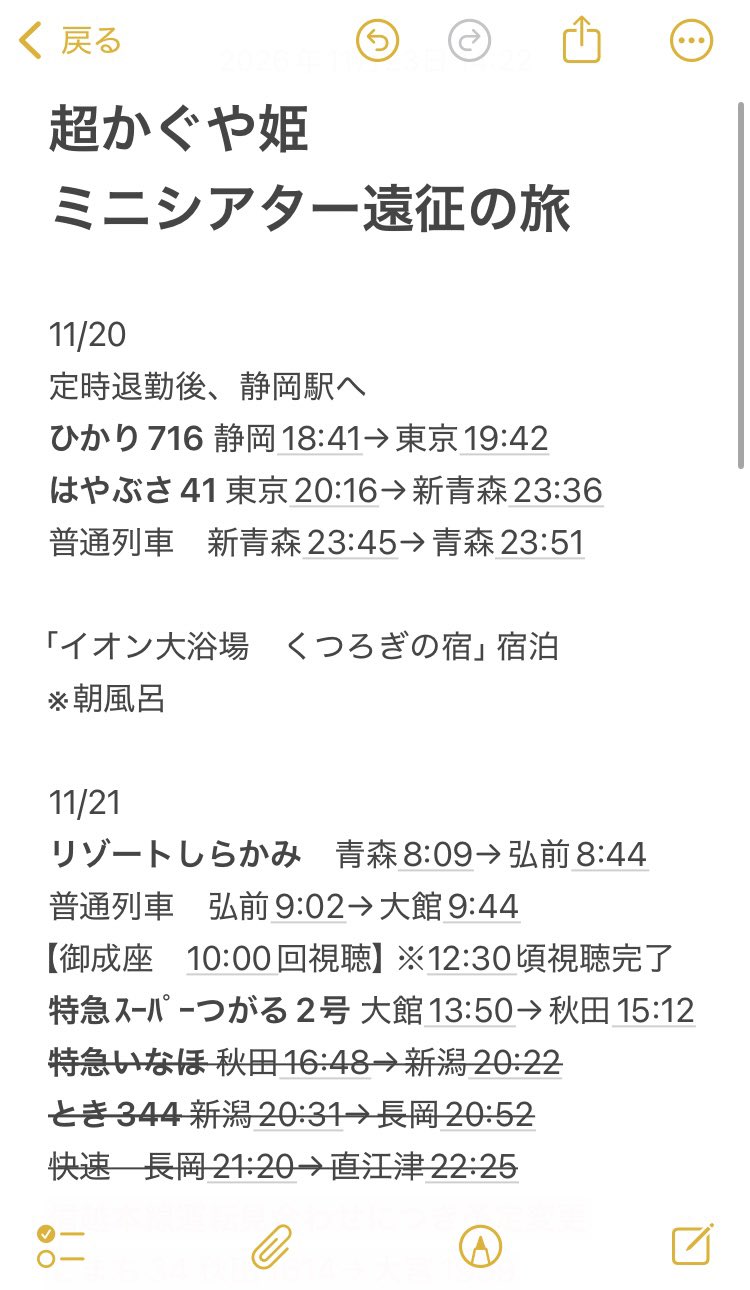 戻る
超かぐや姫
ミニシアター遠征の旅
11/20
定時退勤後、静岡駅へ
ひかり716 静岡18:41→東京19:42
はやぶさ41 東京20:16→新青森23:36
普通列車　新青森23:45→青森23:51
「イオン大浴場　くつろぎの宿」宿泊
※朝風呂
11/21
リゾートしらかみ　青森8:09→弘前8:44
普通列車　弘前9:02→大館9:44
【御成座　10:00回視聴】※12:30頃視聴完了
特急ｽｰﾊﾟｰつがる2号 大館13:50→秋田15:12
特急いなほ 秋田16:48→新潟20:22
とき344 新潟20:31→長岡20:52
快速　長岡21:20→直江津22:25